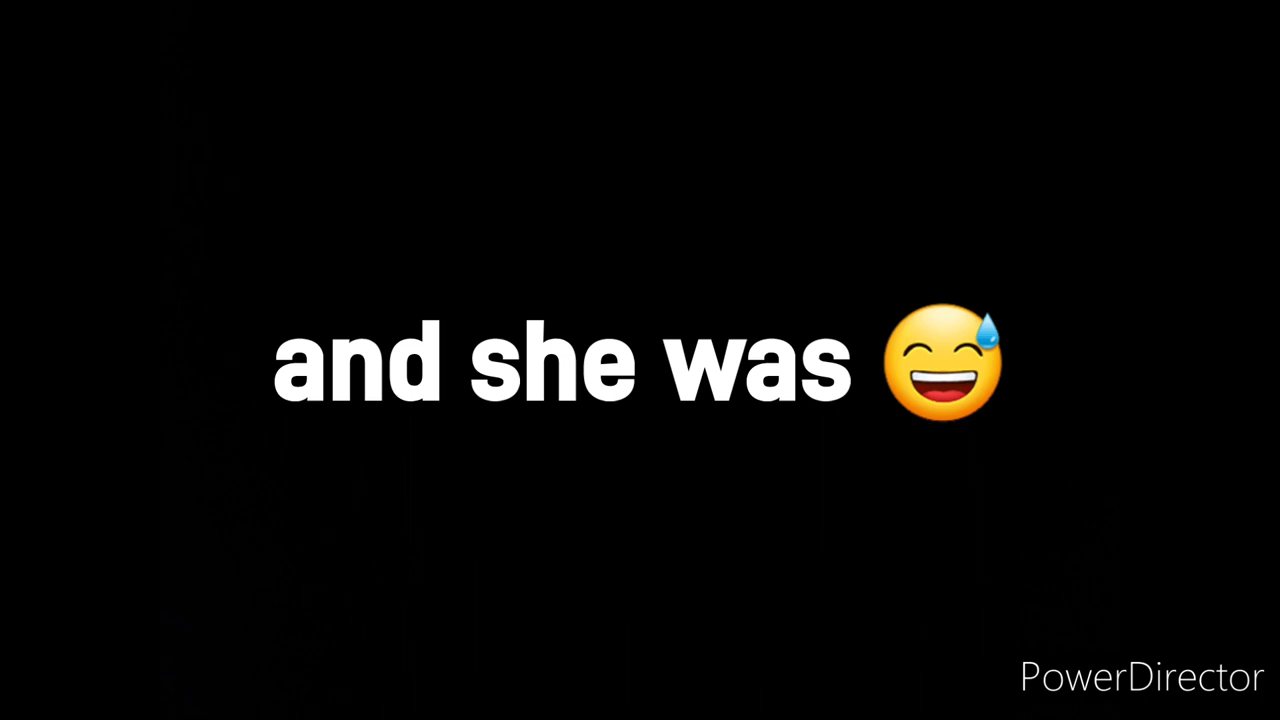 and she was 😅
PowerDirector